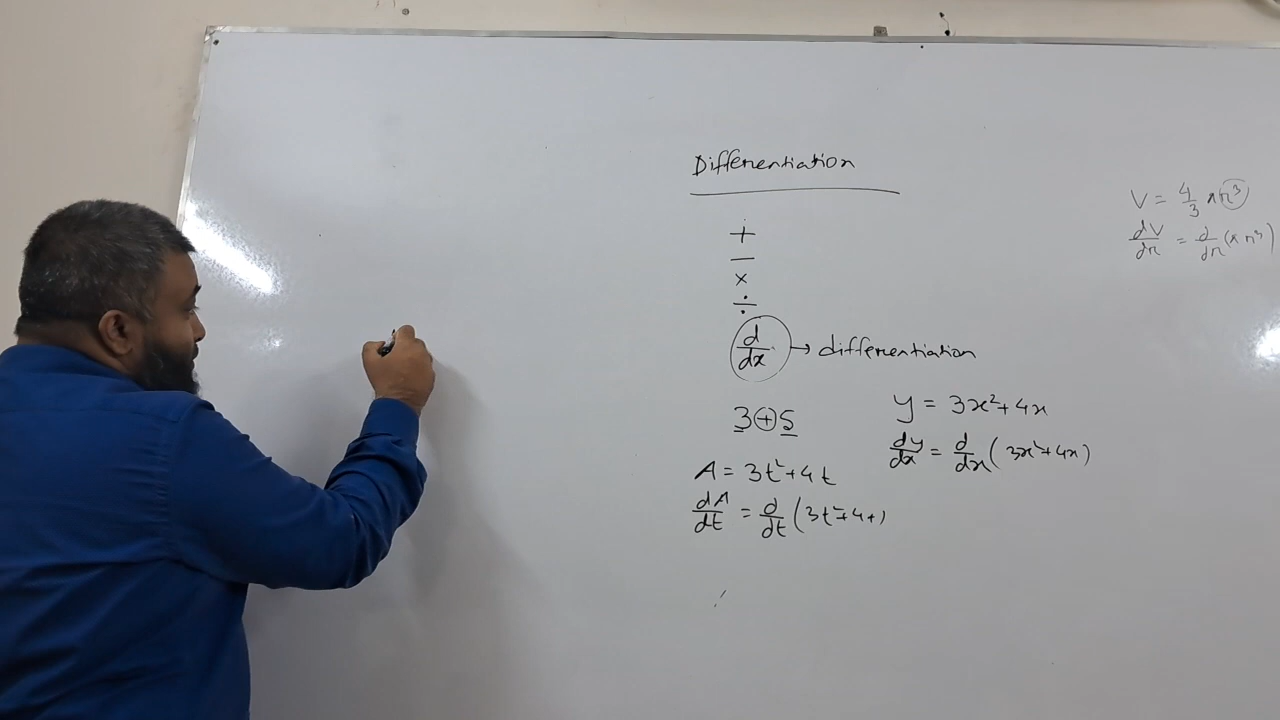 Differentiation
+
−
×
÷
d/dx → differentiation
3 + 5
A = 3t² + 4t
dA/dt = d/dt (3t² + 4t)
y = 3x² + 4x
dy/dx = d/dx (3x² + 4x)
V = 4/3 πr³
dV/dr = d/dr (πr³)